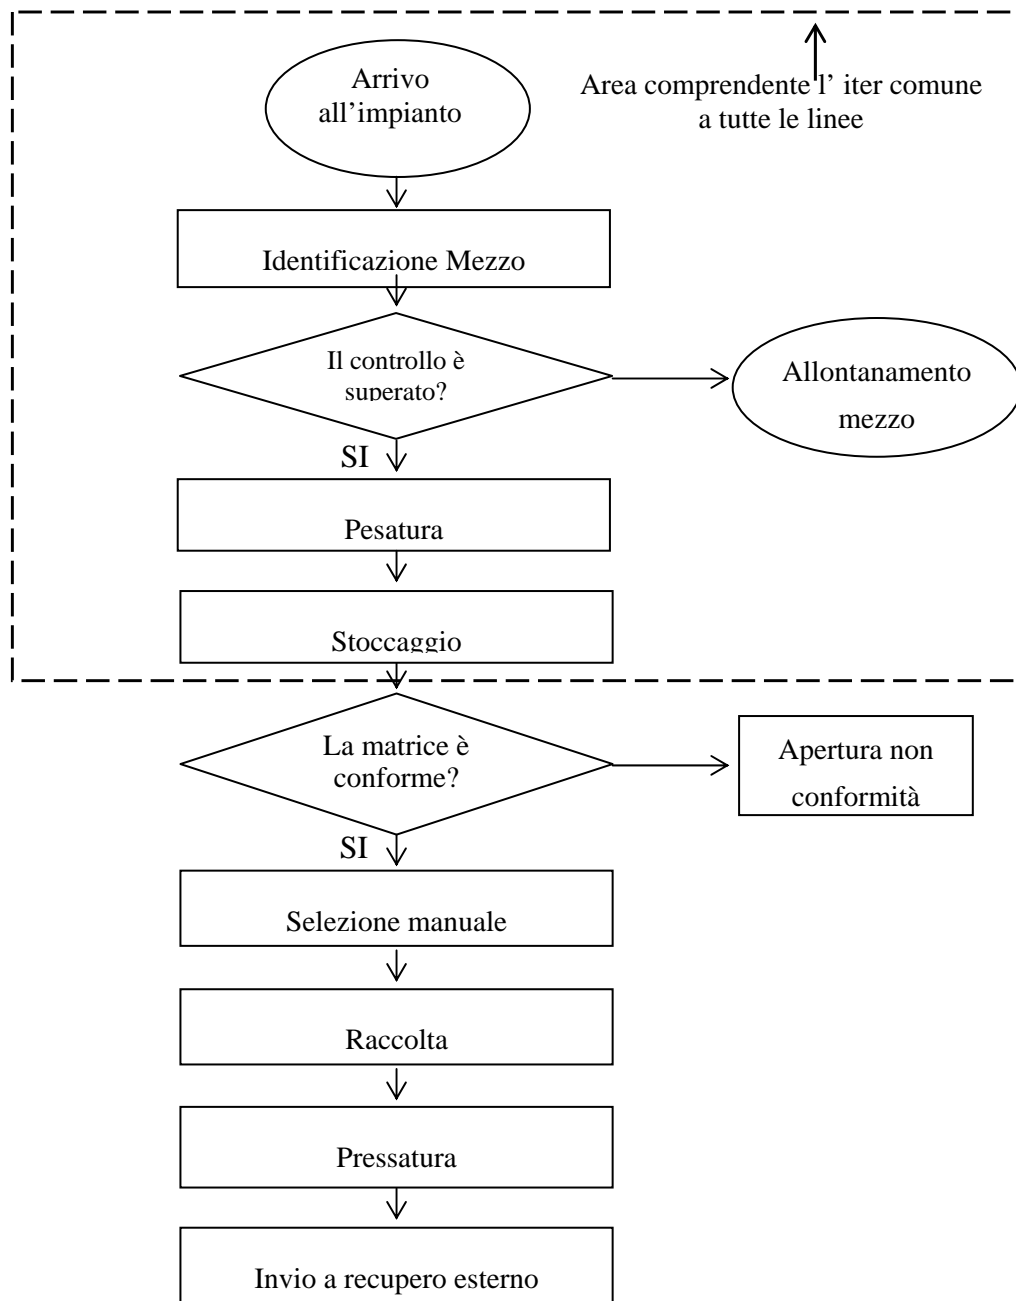 Arrivo
all’impianto
Area comprendente l’ iter comune
a tutte le linee
Identificazione Mezzo
Il controllo è
superato?
Allontanamento
mezzo
SI
Pesatura
Stoccaggio
La matrice è
conforme?
Apertura non
conformità
SI
Selezione manuale
Raccolta
Pressatura
Invio a recupero esterno